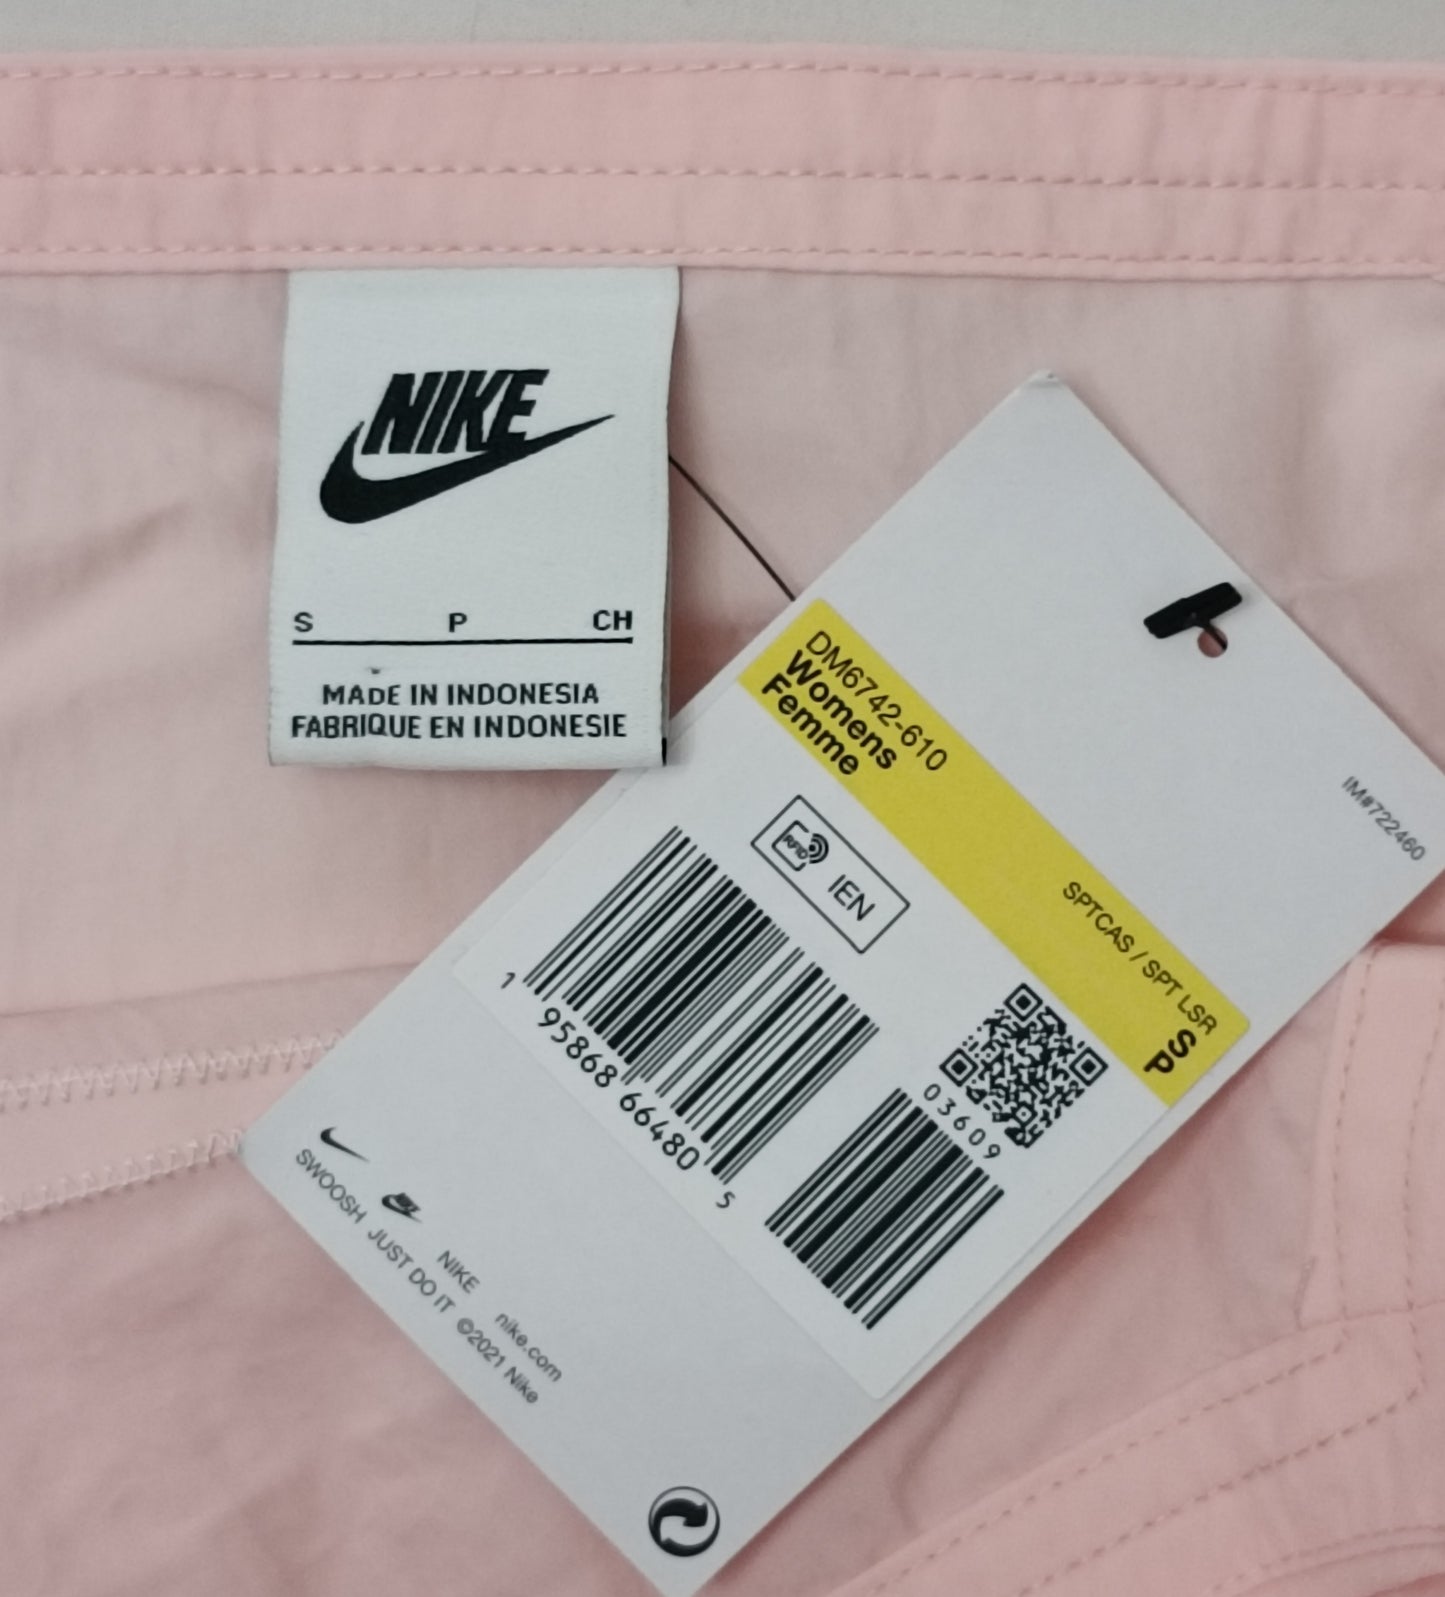 NIKE
S P CH
MADE IN INDONESIA
FABRIQUE EN INDONESIE
IM#722460
DM6742-610
Womens
Femme
SPTCAS / SPT LSR
S
P
RFID IEN
1 95868 66480 5
03609
SWOOSH NIKE nike.com
JUST DO IT ©2021 Nike